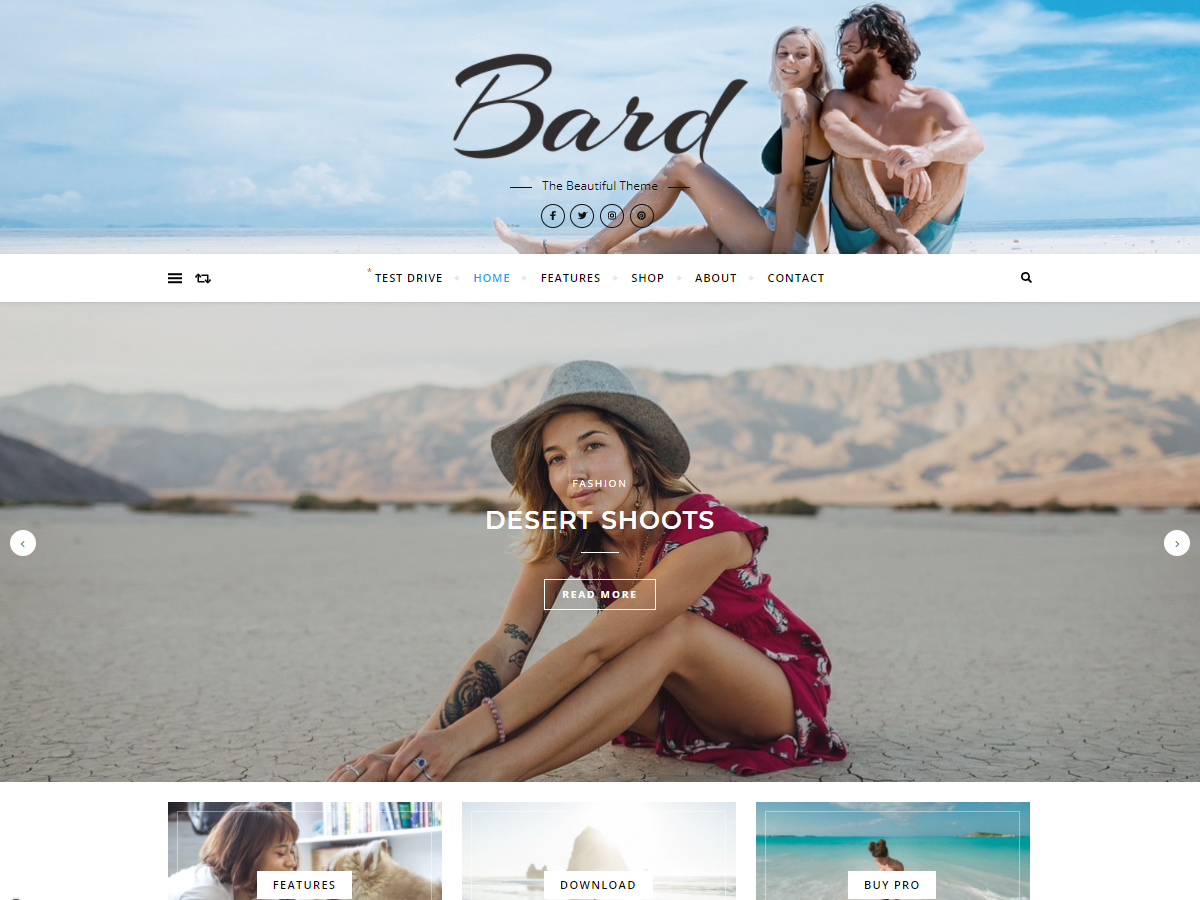 Bard
The Beautiful Theme
* TEST DRIVE HOME FEATURES SHOP ABOUT CONTACT
FASHION
DESERT SHOOTS
READ MORE
FEATURES DOWNLOAD BUY PRO